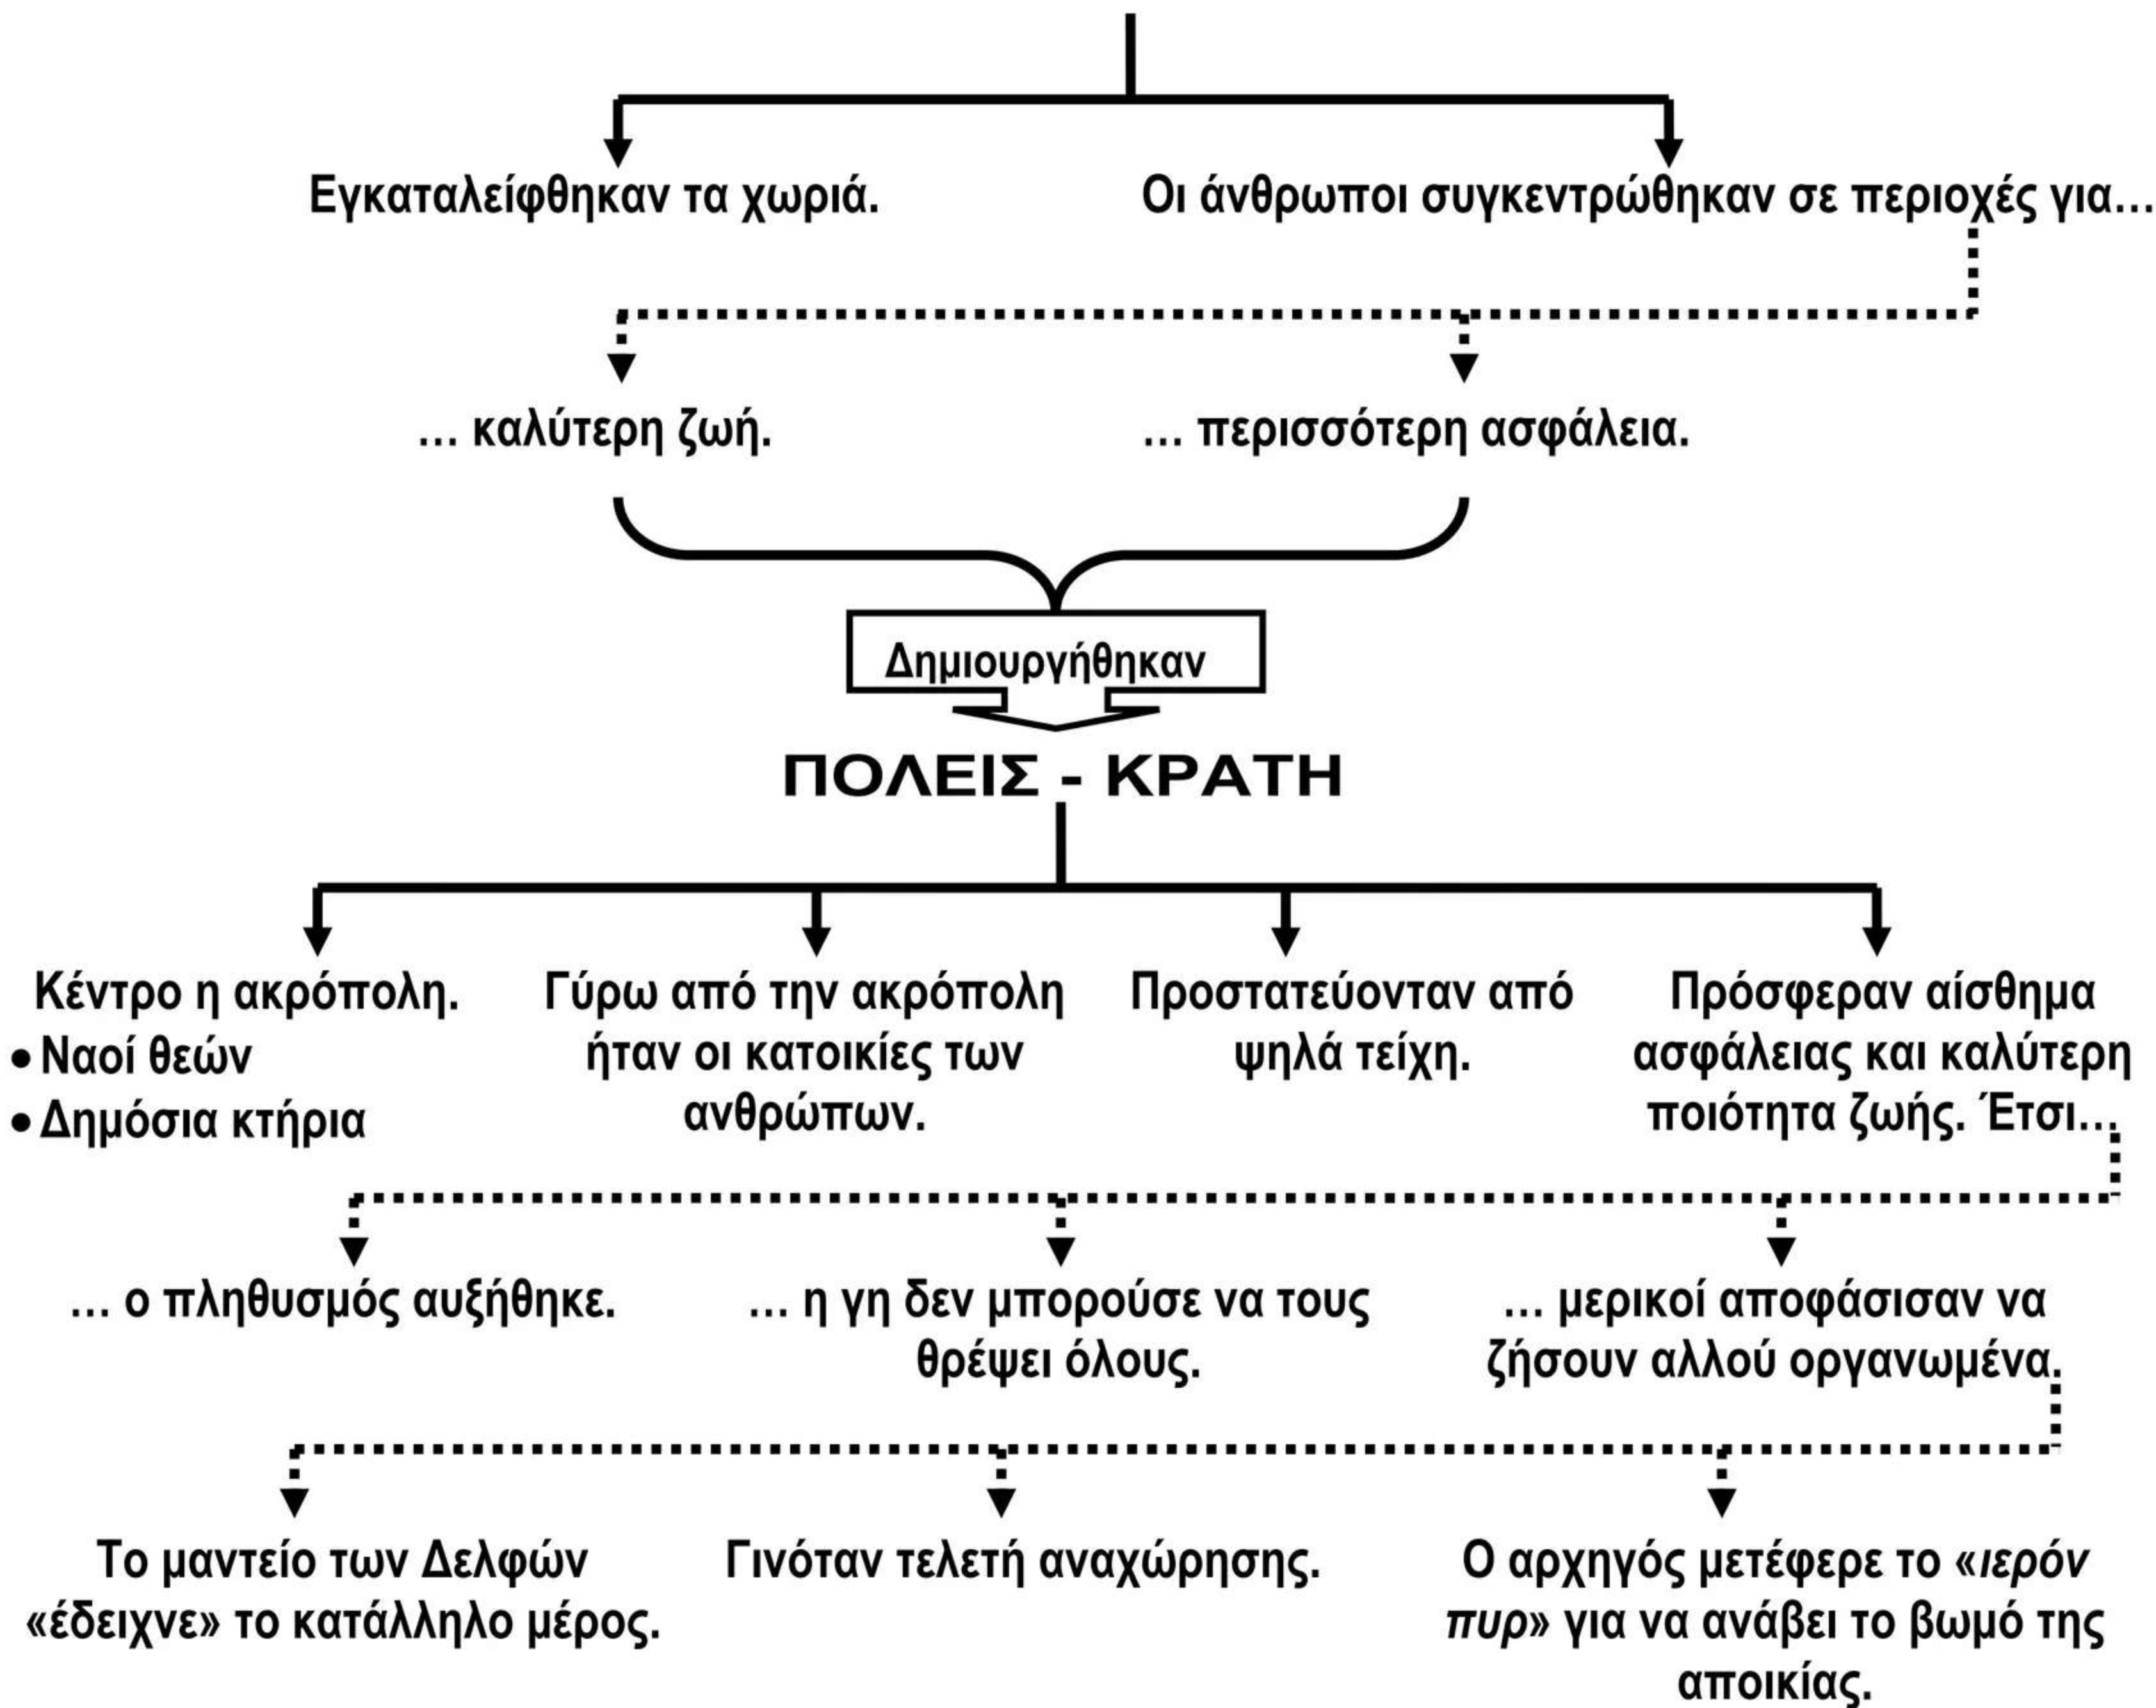 Εγκαταλείφθηκαν τα χωριά.
Οι άνθρωποι συγκεντρώθηκαν σε περιοχές για…
… καλύτερη ζωή.
… περισσότερη ασφάλεια.
Δημιουργήθηκαν
ΠΟΛΕΙΣ - ΚΡΑΤΗ
Κέντρο η ακρόπολη.
• Ναοί θεών
• Δημόσια κτήρια
Γύρω από την ακρόπολη
ήταν οι κατοικίες των
ανθρώπων.
Προστατεύονταν από
ψηλά τείχη.
Πρόσφεραν αίσθημα
ασφάλειας και καλύτερη
ποιότητα ζωής. Έτσι…
… ο πληθυσμός αυξήθηκε.
… η γη δεν μπορούσε να τους
θρέψει όλους.
… μερικοί αποφάσισαν να
ζήσουν αλλού οργανωμένα.
Το μαντείο των Δελφών
«έδειχνε» το κατάλληλο μέρος.
Γινόταν τελετή αναχώρησης.
Ο αρχηγός μετέφερε το «ιερόν
πυρ» για να ανάβει το βωμό της
αποικίας.